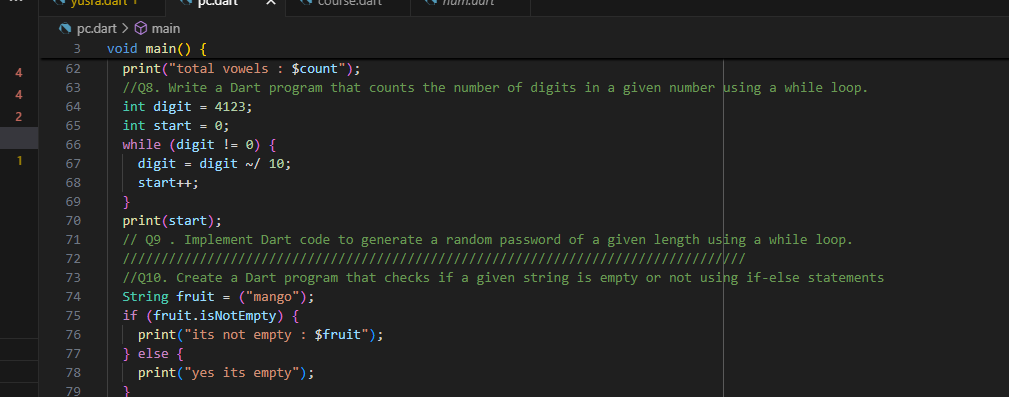 yusra.dart 1 pc.dart X course.dart num.dart
pc.dart > main
3 void main() {
4
62 print("total vowels : $count");
63 //Q8. Write a Dart program that counts the number of digits in a given number using a while loop.
4
64 int digit = 4123;
2
65 int start = 0;
66 while (digit != 0) {
1
67 digit = digit ~/ 10;
68 start++;
69 }
70 print(start);
71 // Q9 . Implement Dart code to generate a random password of a given length using a while loop.
72 /////////////////////////////////////////////////////////////////////////////////
73 //Q10. Create a Dart program that checks if a given string is empty or not using if-else statements
74 String fruit = ("mango");
75 if (fruit.isNotEmpty) {
76 print("its not empty : $fruit");
77 } else {
78 print("yes its empty");
79 }